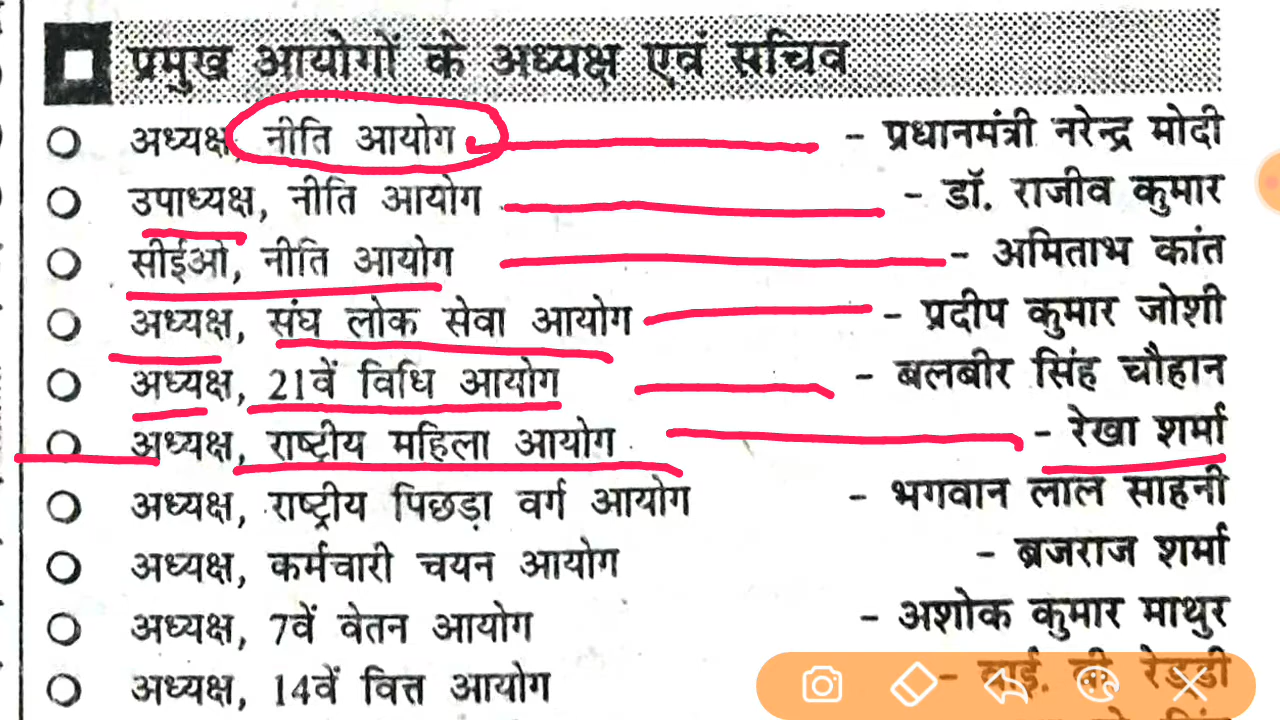 प्रमुख आयोगों के अध्यक्ष एवं सचिव
अध्यक्ष, नीति आयोग - प्रधानमंत्री नरेन्द्र मोदी
उपाध्यक्ष, नीति आयोग - डॉ. राजीव कुमार
सीईओ, नीति आयोग - अमिताभ कांत
अध्यक्ष, संघ लोक सेवा आयोग - प्रदीप कुमार जोशी
अध्यक्ष, 21वें विधि आयोग - बलबीर सिंह चौहान
अध्यक्ष, राष्ट्रीय महिला आयोग - रेखा शर्मा
अध्यक्ष, राष्ट्रीय पिछड़ा वर्ग आयोग - भगवान लाल साहनी
अध्यक्ष, कर्मचारी चयन आयोग - ब्रजराज शर्मा
अध्यक्ष, 7वें वेतन आयोग - अशोक कुमार माथुर
अध्यक्ष, 14वें वित्त आयोग - वाई. वी. रेड्डी